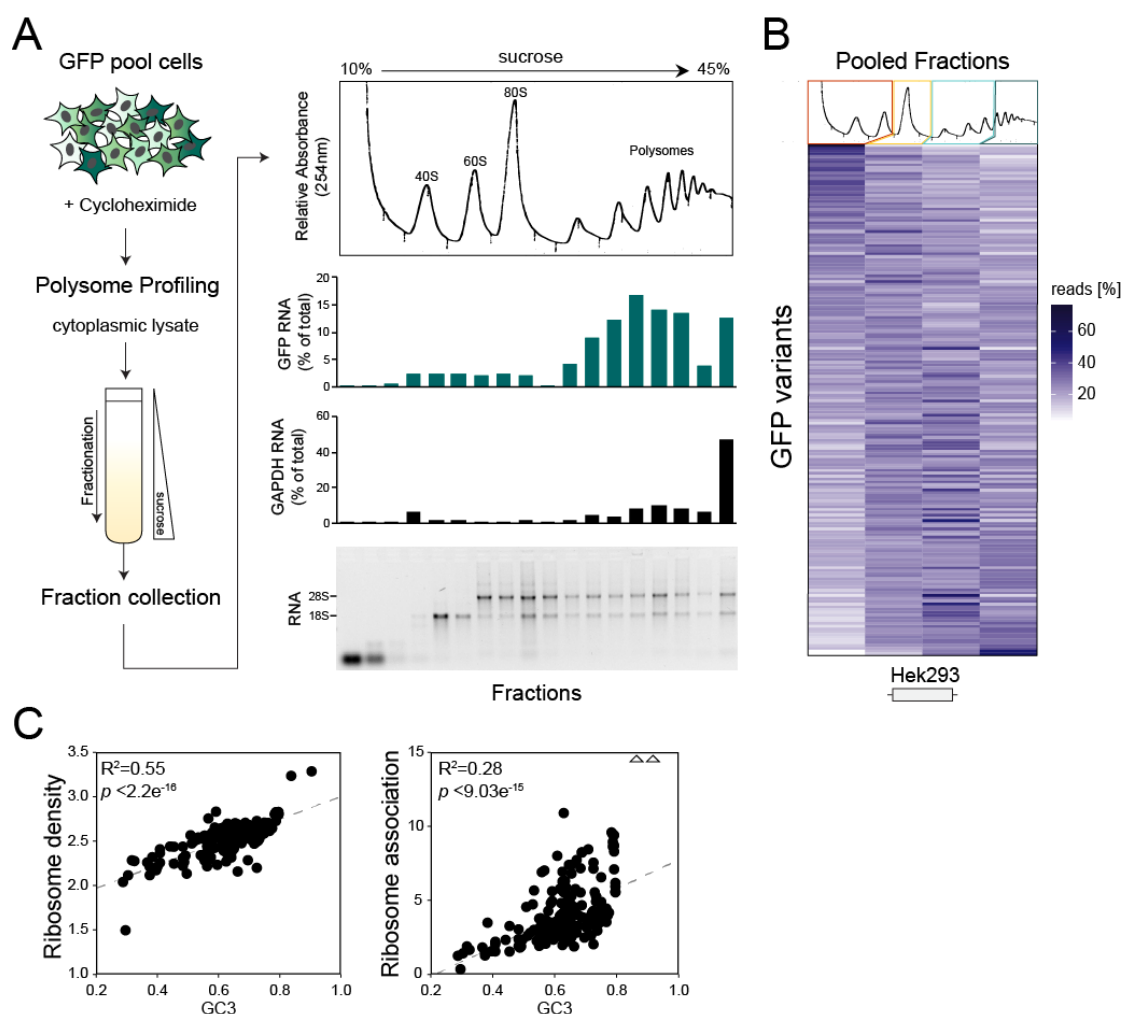 A
GFP pool cells
+ Cycloheximide
Polysome Profiling
cytoplasmic lysate
Fractionation
sucrose
Fraction collection
sucrose
10%
45%
Relative Absorbance
(254nm)
40S
60S
80S
Polysomes
GFP RNA
(% of total)
20
15
10
5
0
GAPDH RNA
(% of total)
60
40
20
0
RNA
28S
18S
Fractions
B
Pooled Fractions
GFP variants
reads [%]
60
40
20
Hek293
C
Ribosome density
3.5
3.0
2.5
2.0
1.5
1.0
R²=0.55
p <2.2e⁻¹⁶
0.2 0.4 0.6 0.8 1.0
GC3
Ribosome association
15
10
5
0
R²=0.28
p <9.03e⁻¹⁵
0.2 0.4 0.6 0.8 1.0
GC3